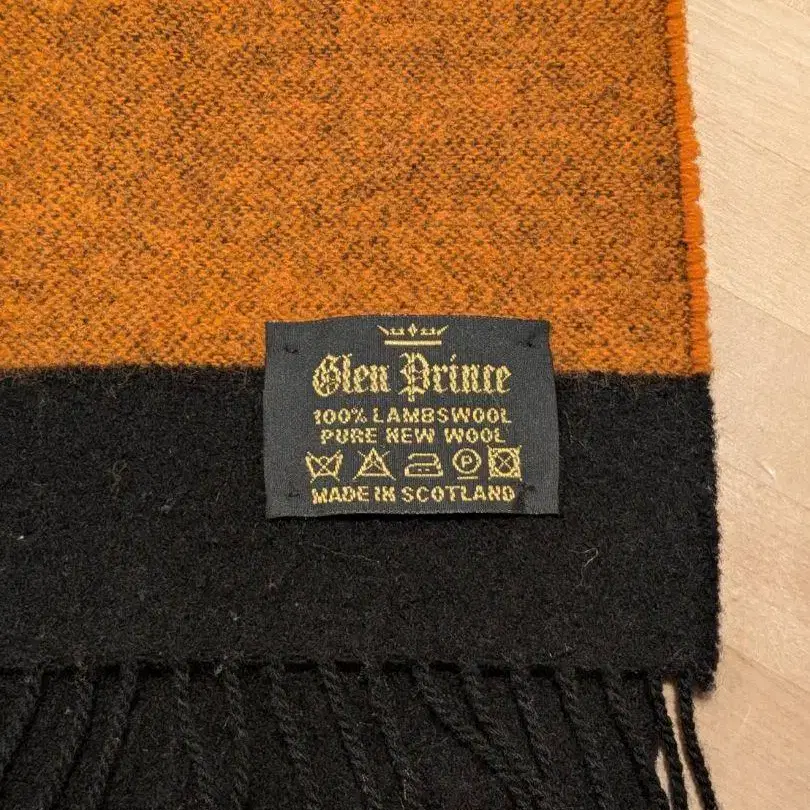 Glen Prince
100% LAMBSWOOL
PURE NEW WOOL
P
MADE IN SCOTLAND